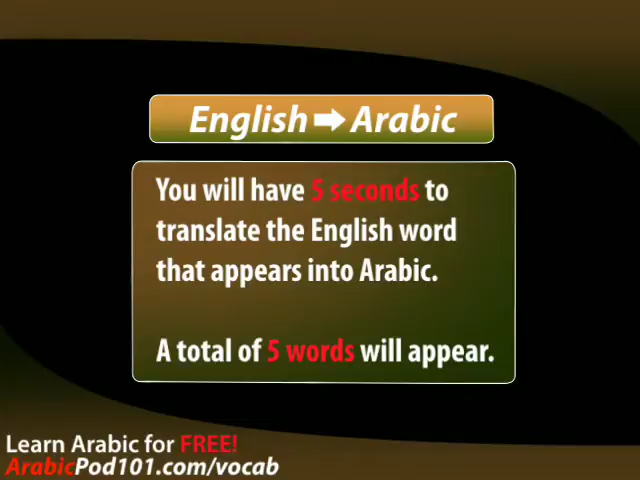 English ➡ Arabic
You will have 5 seconds to
translate the English word
that appears into Arabic.
A total of 5 words will appear.
Learn Arabic for FREE!
ArabicPod101.com/vocab